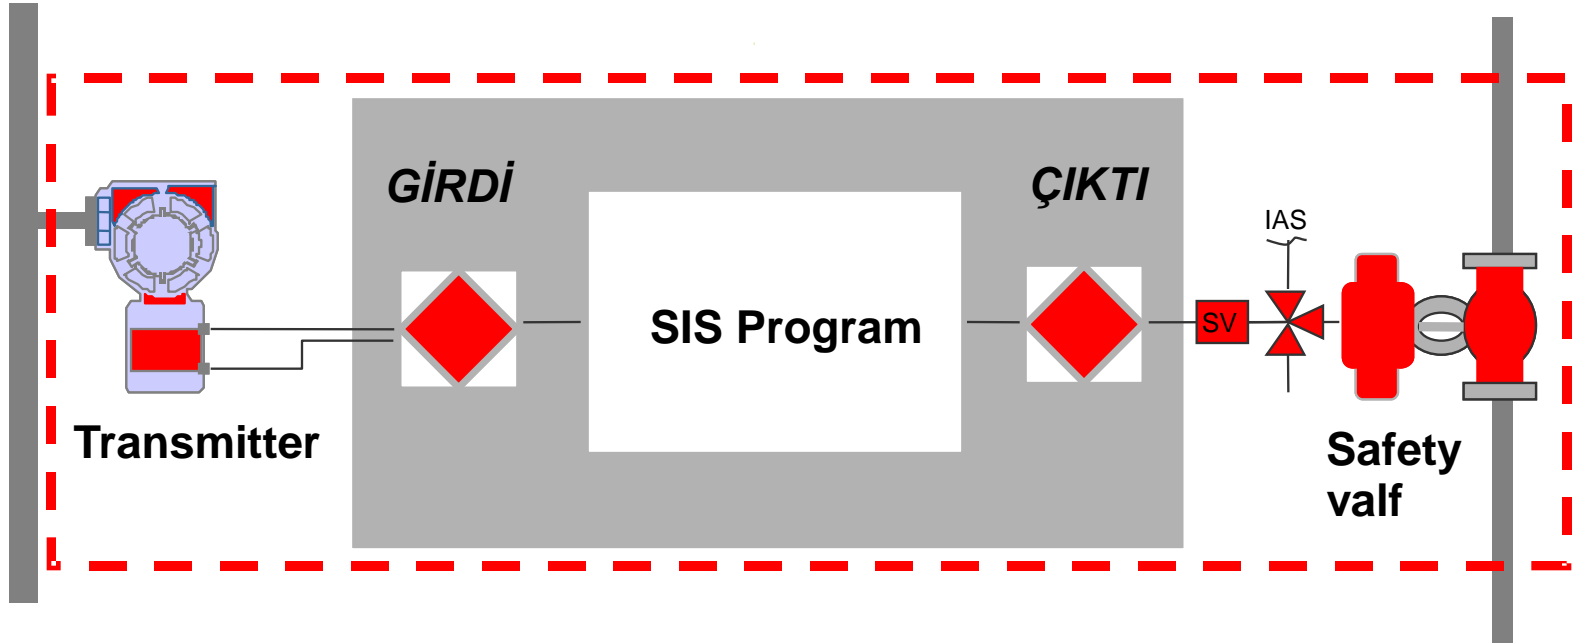 GİRDİ
ÇIKTI
IAS
SIS Program
SV
Transmitter
Safety
valf